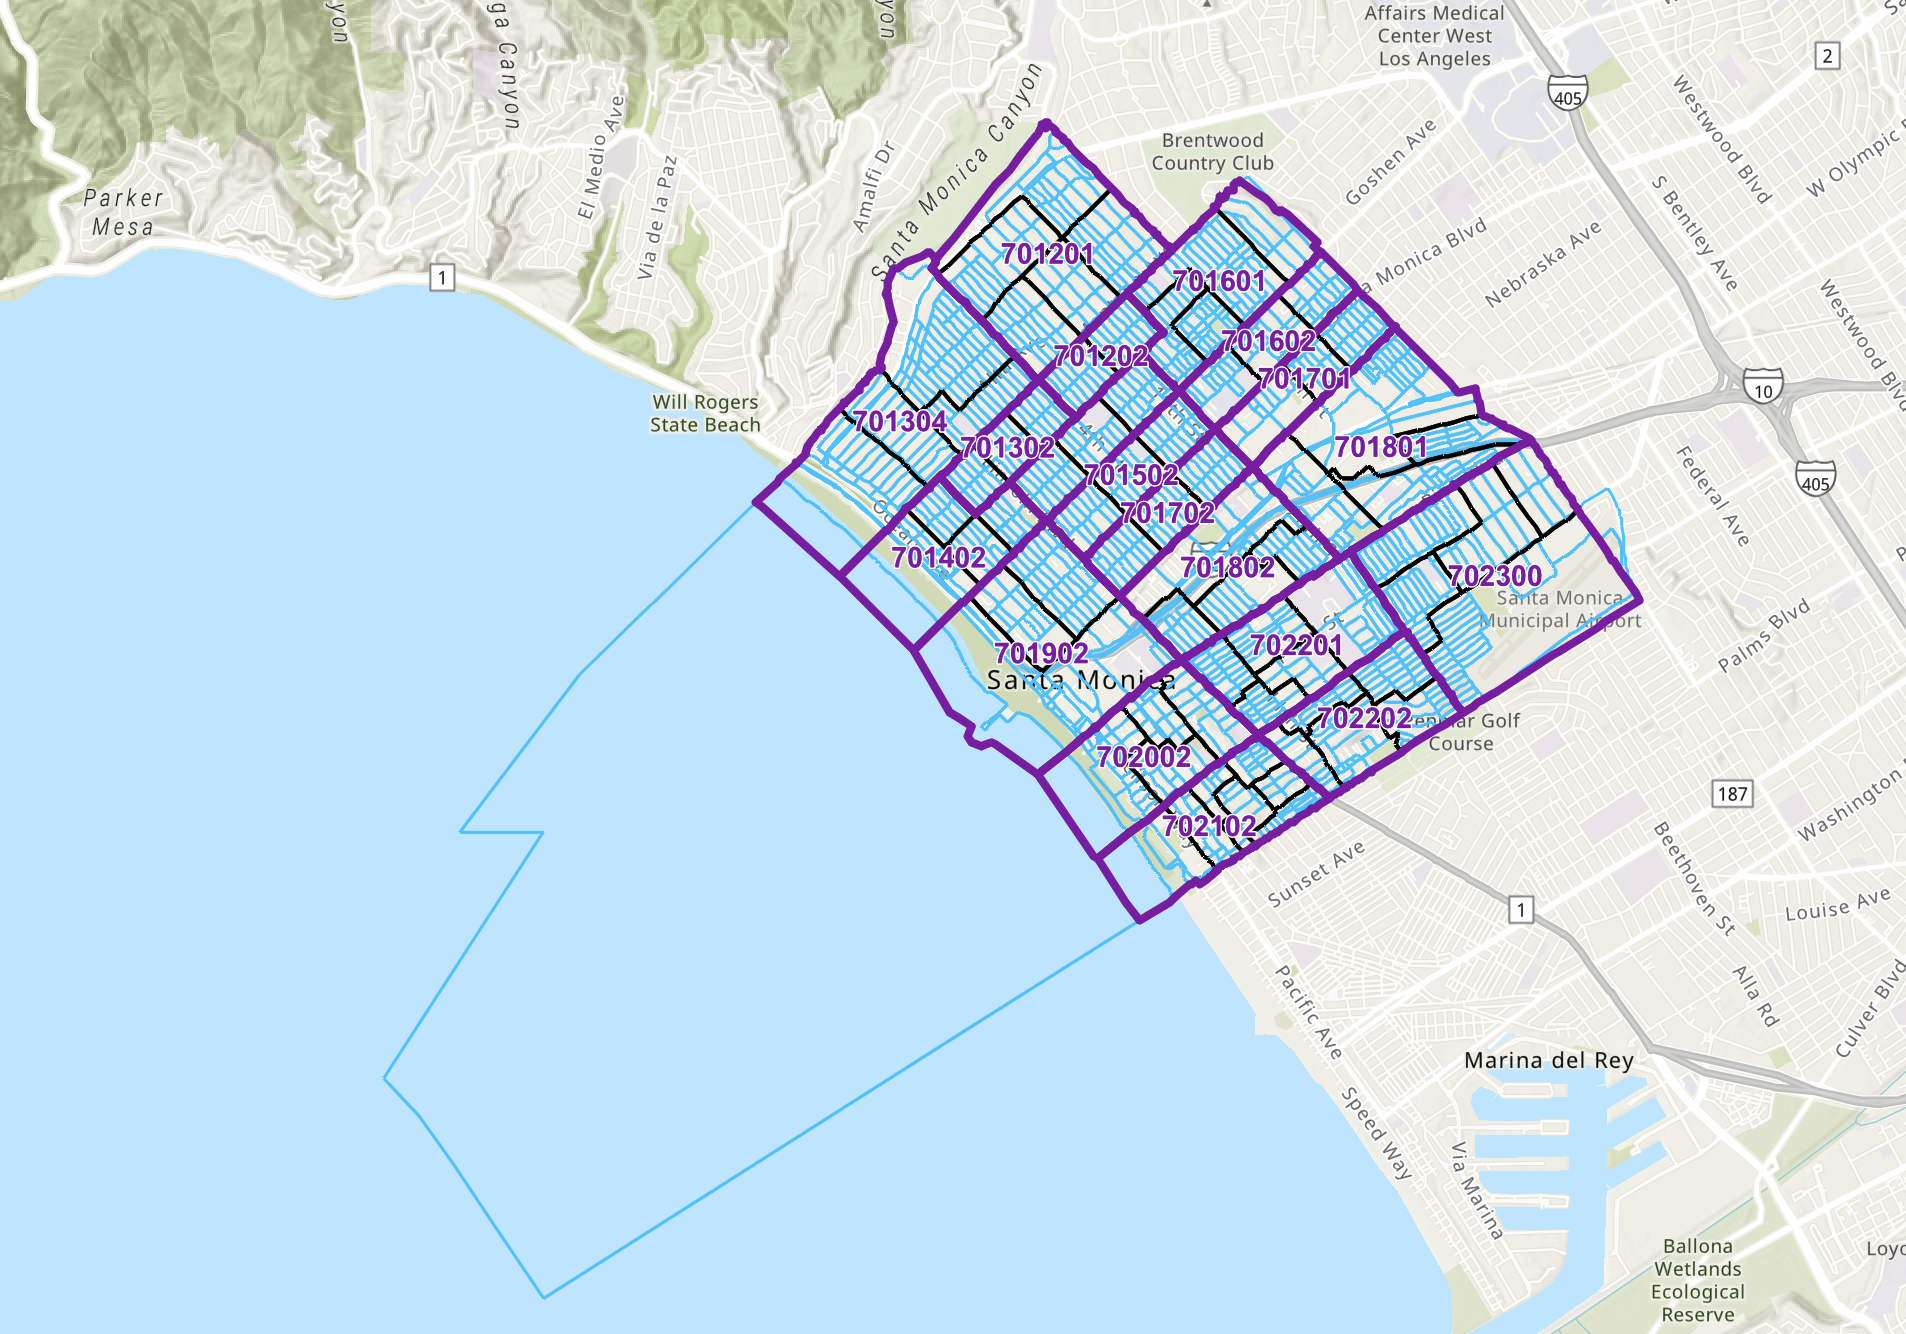 Affairs Medical
Center West
Los Angeles
2
405
yon
ga Canyon
yon
Santa Monica Canyon
El Medio Ave
Via de la Paz
Amalfi Dr
Parker
Mesa
1
Brentwood
Country Club
Goshen Ave
Westwood Blvd
W Olympic
S Bentley Ave
a Monica Blvd
Nebraska Ave
Westwood Blvd
701201
701601
701602
701202
701701
10
Will Rogers
State Beach
701304
701302
701801
701502
405
Federal Ave
701702
701402
701802
702300
Santa Monica
Municipal Airport
Palms Blvd
702201
701902
Santa Monica
702202
Golf
Course
702002
187
Washington
702102
Sunset Ave
Beethoven St
Louise Ave
1
Pacific Ave
Alla Rd
Culver Blvd
Marina del Rey
Speed Way
Via Marina
Ballona
Wetlands
Ecological
Reserve
Loyo